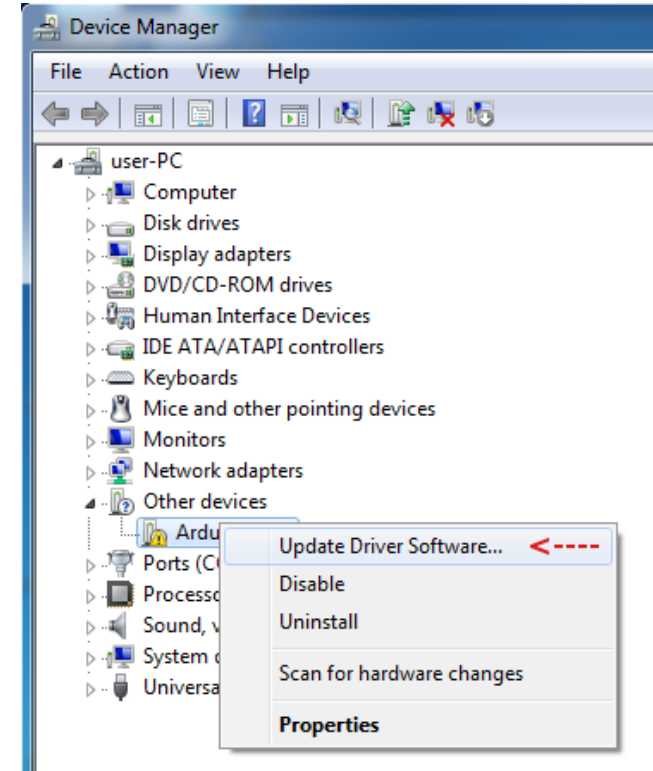 Device Manager
File Action View Help
user-PC
Computer
Disk drives
Display adapters
DVD/CD-ROM drives
Human Interface Devices
IDE ATA/ATAPI controllers
Keyboards
Mice and other pointing devices
Monitors
Network adapters
Other devices
Ardu
Update Driver Software... <----
Ports (C
Disable
Process
Uninstall
Sound, v
System
Scan for hardware changes
Universa
Properties